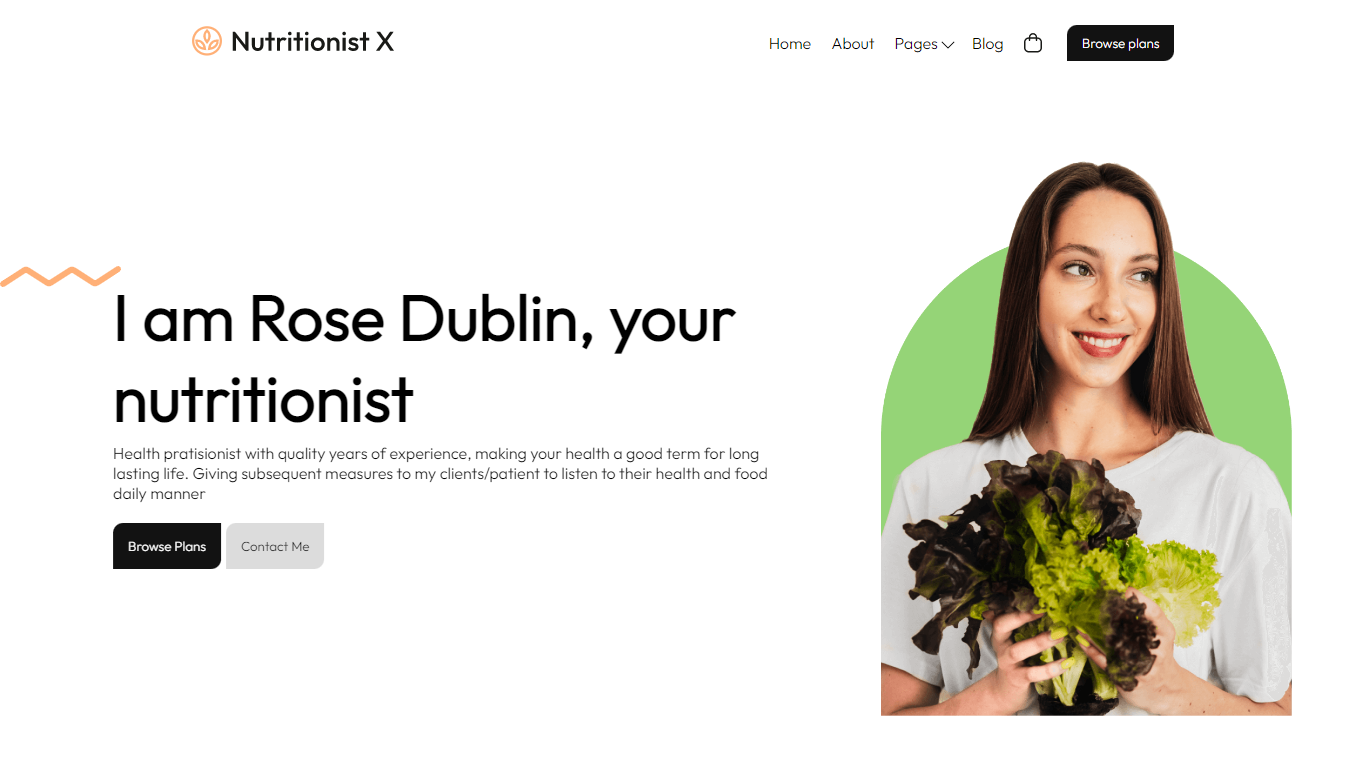 Nutritionist X
Home About Pages Blog Browse plans
I am Rose Dublin, your
nutritionist
Health pratisionist with quality years of experience, making your health a good term for long
lasting life. Giving subsequent measures to my clients/patient to listen to their health and food
daily manner
Browse Plans Contact Me